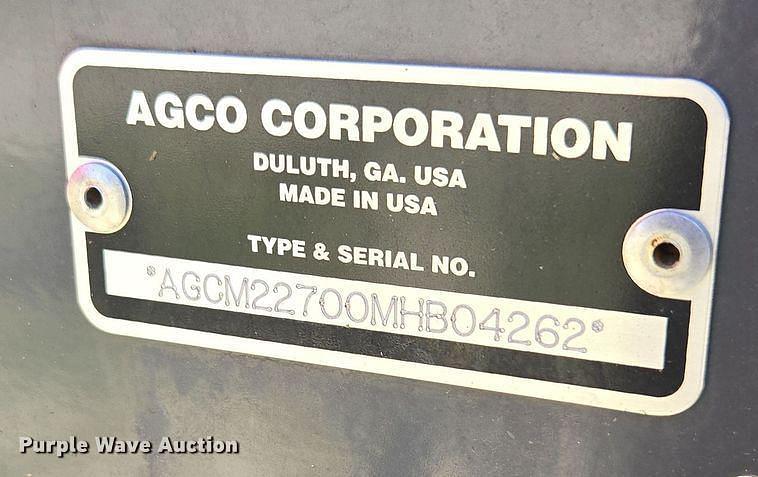 AGCO CORPORATION
DULUTH, GA. USA
MADE IN USA
TYPE & SERIAL NO.
*AGCM22700MHB04262*
Purple Wave Auction